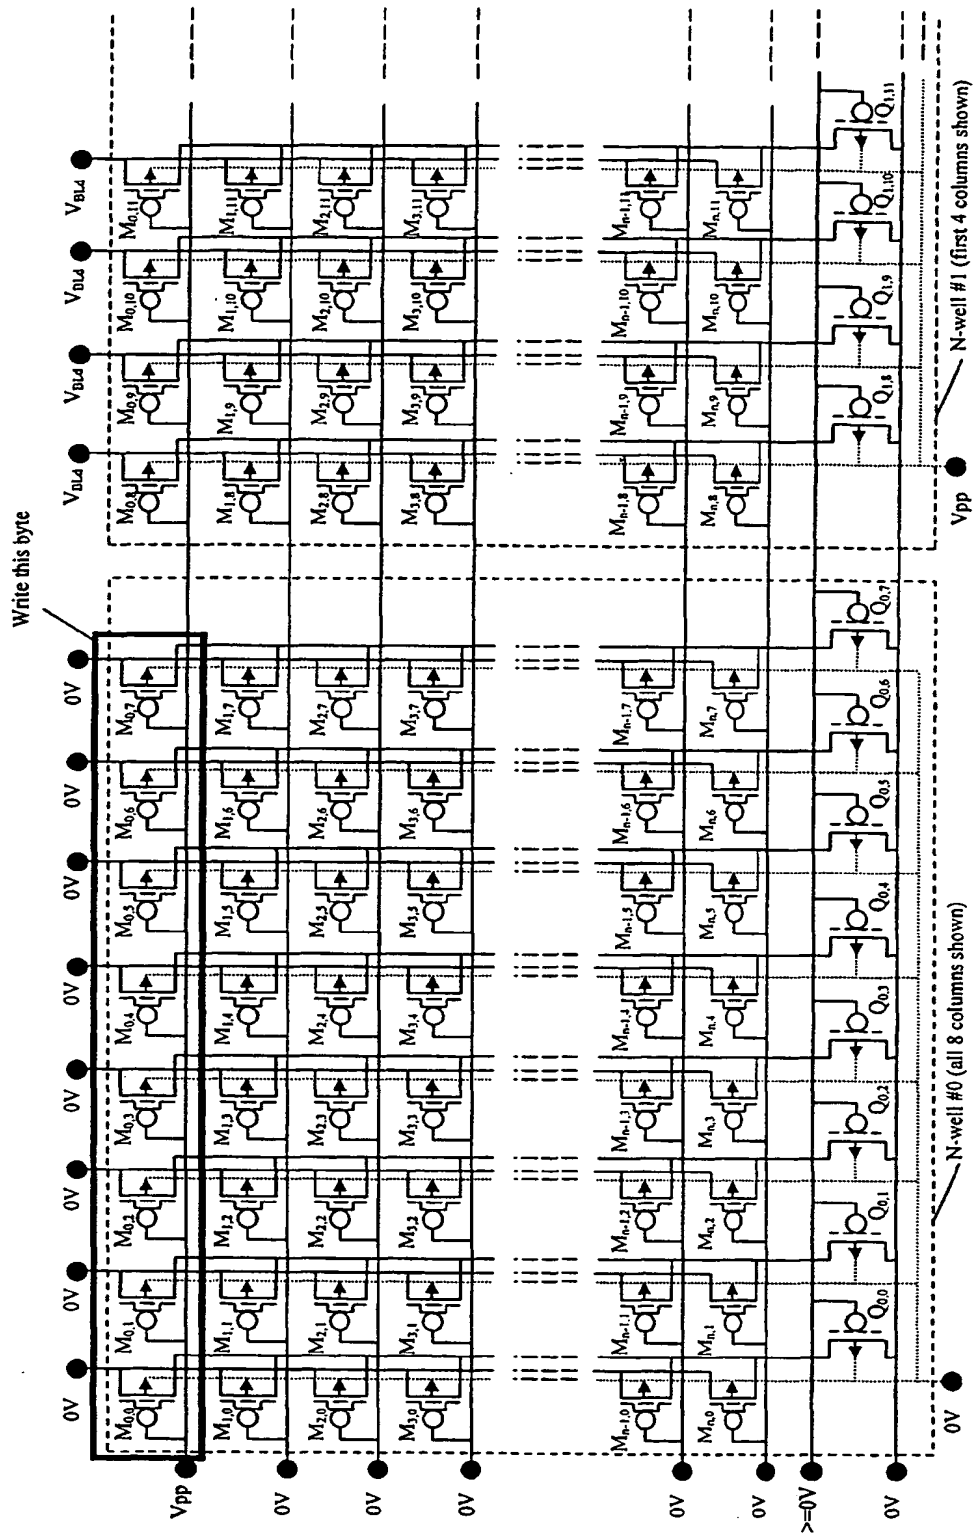 Write this byte
0V 0V 0V 0V 0V 0V 0V 0V VBL4 VBL4 VBL4 VBL4
M0,0 M0,1 M0,2 M0,3 M0,4 M0,5 M0,6 M0,7 M0,8 M0,9 M0,10 M0,11
Vpp
M1,0 M1,1 M1,2 M1,3 M1,4 M1,5 M1,6 M1,7 M1,8 M1,9 M1,10 M1,11
0V
M2,0 M2,1 M2,2 M2,3 M2,4 M2,5 M2,6 M2,7 M2,8 M2,9 M2,10 M2,11
0V
M3,0 M3,1 M3,2 M3,3 M3,4 M3,5 M3,6 M3,7 M3,8 M3,9 M3,10 M3,11
0V
Mn-1,0 Mn-1,1 Mn-1,2 Mn-1,3 Mn-1,4 Mn-1,5 Mn-1,6 Mn-1,7 Mn-1,8 Mn-1,9 Mn-1,10 Mn-1,11
0V
Mn,0 Mn,1 Mn,2 Mn,3 Mn,4 Mn,5 Mn,6 Mn,7 Mn,8 Mn,9 Mn,10 Mn,11
0V
>=0V
Q0,0 Q0,1 Q0,2 Q0,3 Q0,4 Q0,5 Q0,6 Q0,7 Q1,8 Q1,9 Q1,10 Q1,11
0V
0V
N-well #0 (all 8 columns shown)
Vpp
N-well #1 (first 4 columns shown)